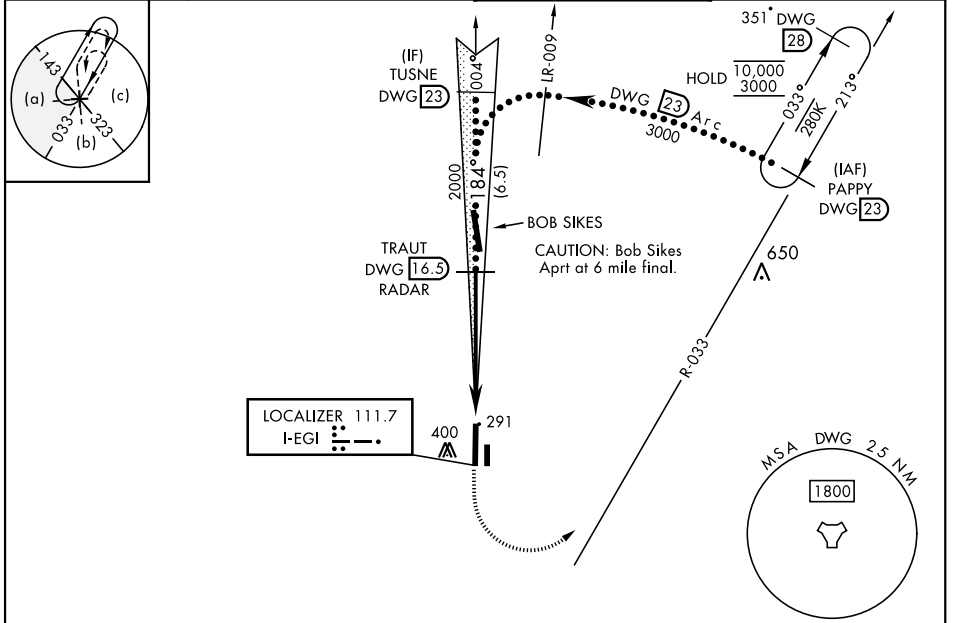 143
(a)
(c)
(b)
033
323
(IF)
TUSNE
DWG 23
004°
LR-009
351° DWG
28
HOLD 10,000
3000
033°
280K
213°
DWG 23 Arc
3000
(IAF)
PAPPY
DWG 23
2000
184°
(6.5)
BOB SIKES
CAUTION: Bob Sikes
Aprt at 6 mile final.
TRAUT
DWG 16.5
RADAR
650
R-033
LOCALIZER 111.7
I-EGI
400
291
MSA DWG 25 NM
1800